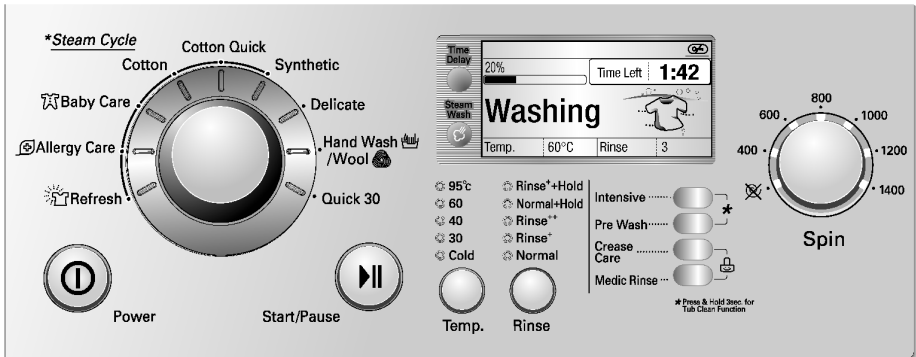 *Steam Cycle
Cotton Quick
Cotton
Synthetic
Baby Care
Delicate
Allergy Care
Hand Wash
/Wool
Refresh
Quick 30
Power
Start/Pause
Time
Delay
Steam
Wash
20%
Time Left 1:42
Washing
Temp. 60°C Rinse 3
95°c
60
40
30
Cold
Temp.
Rinse⁺+Hold
Normal+Hold
Rinse⁺⁺
Rinse⁺
Normal
Rinse
Intensive
Pre Wash
*
Crease
Care
Medic Rinse
* Press & Hold 3sec. for
Tub Clean Function
400
600
800
1000
1200
1400
Spin